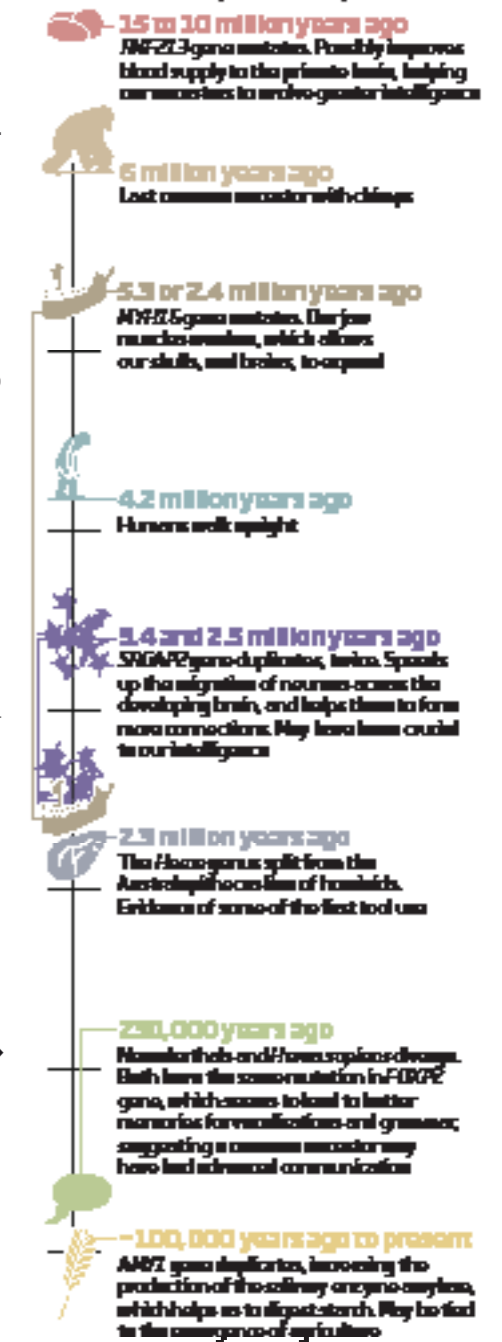 15 to 10 million years ago
gene mutates. Possibly improves
blood supply to the primate brain, helping
our ancestors to evolve greater intelligence
6 million years ago
Last common ancestor with chimps
5.3 or 2.4 million years ago
gene mutates. Our jaw
muscles weaken, which allows
our skulls, and brains, to expand
4.2 million years ago
Humans walk upright
and 2.5 million years ago
SRGAP2 gene duplicates, twice. Speeds
up the migration of neurons across the
developing brain, and helps them to form
more connections. May have been crucial
to our intelligence
million years ago
The Homo genus split from the
Australopithecus line of hominids.
Evidence of some of the first tool use
years ago
Neanderthals and Homo sapiens diverge.
Both have the same mutation in FOXP2
gene, which seems to lead to better
memories for vocalisations and grammar,
suggesting a common ancestor may
have had advanced communication
~100,000 years ago to present
AMY1 gene duplicates, increasing the
production of the salivary enzyme amylase,
which helps us to digest starch. May be tied
to the emergence of agriculture